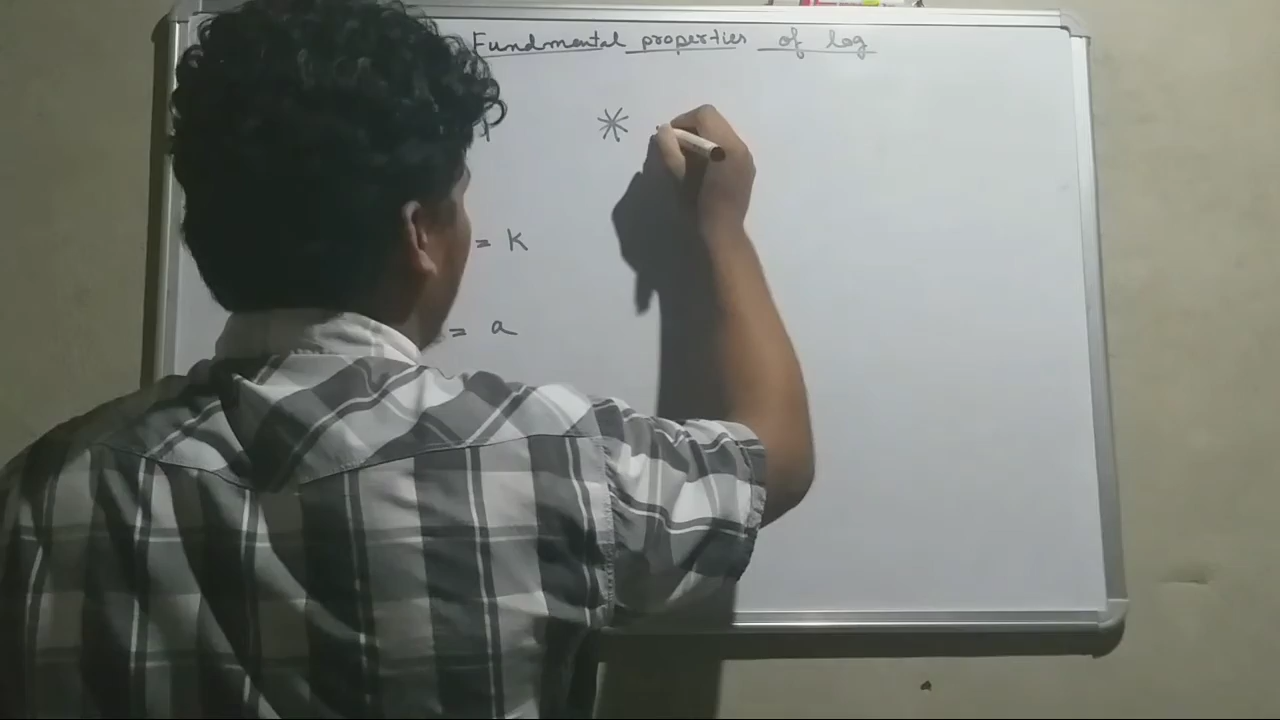 Fundmental properties of log
*
= K
= a